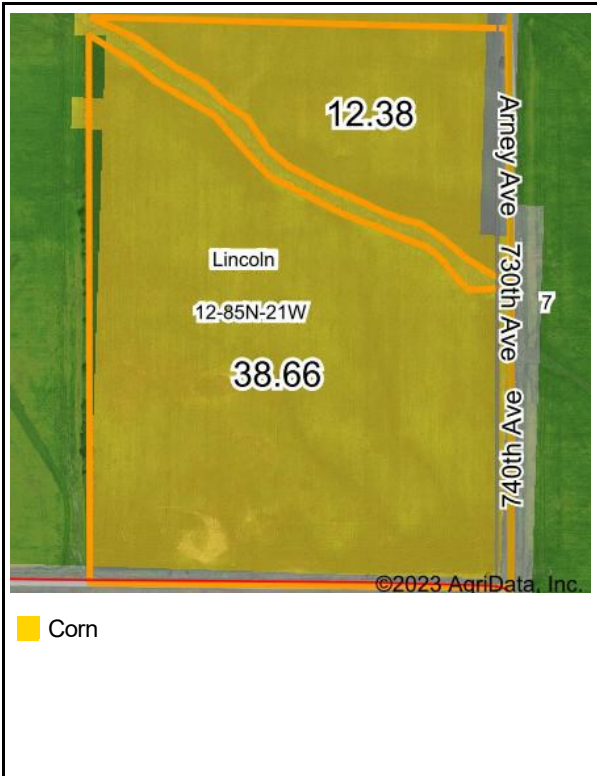 12.38
Arney Ave
730th Ave
7
Lincoln
12-85N-21W
38.66
740th Ave
©2023 AgriData, Inc.
Corn